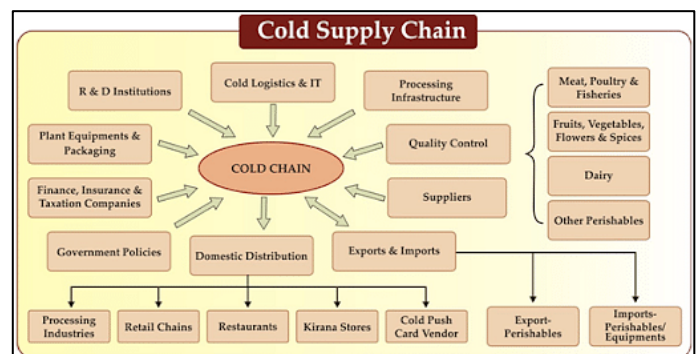 Cold Supply Chain
R & D Institutions
Cold Logistics & IT
Processing
Infrastructure
Meat, Poultry &
Fisheries
Plant Equipments &
Packaging
COLD CHAIN
Quality Control
Fruits, Vegetables,
Flowers & Spices
Dairy
Finance, Insurance &
Taxation Companies
Suppliers
Other Perishables
Government Policies
Domestic Distribution
Exports & Imports
Processing
Industries
Retail Chains
Restaurants
Kirana Stores
Cold Push
Card Vendor
Export-
Perishables
Imports-
Perishables/
Equipments